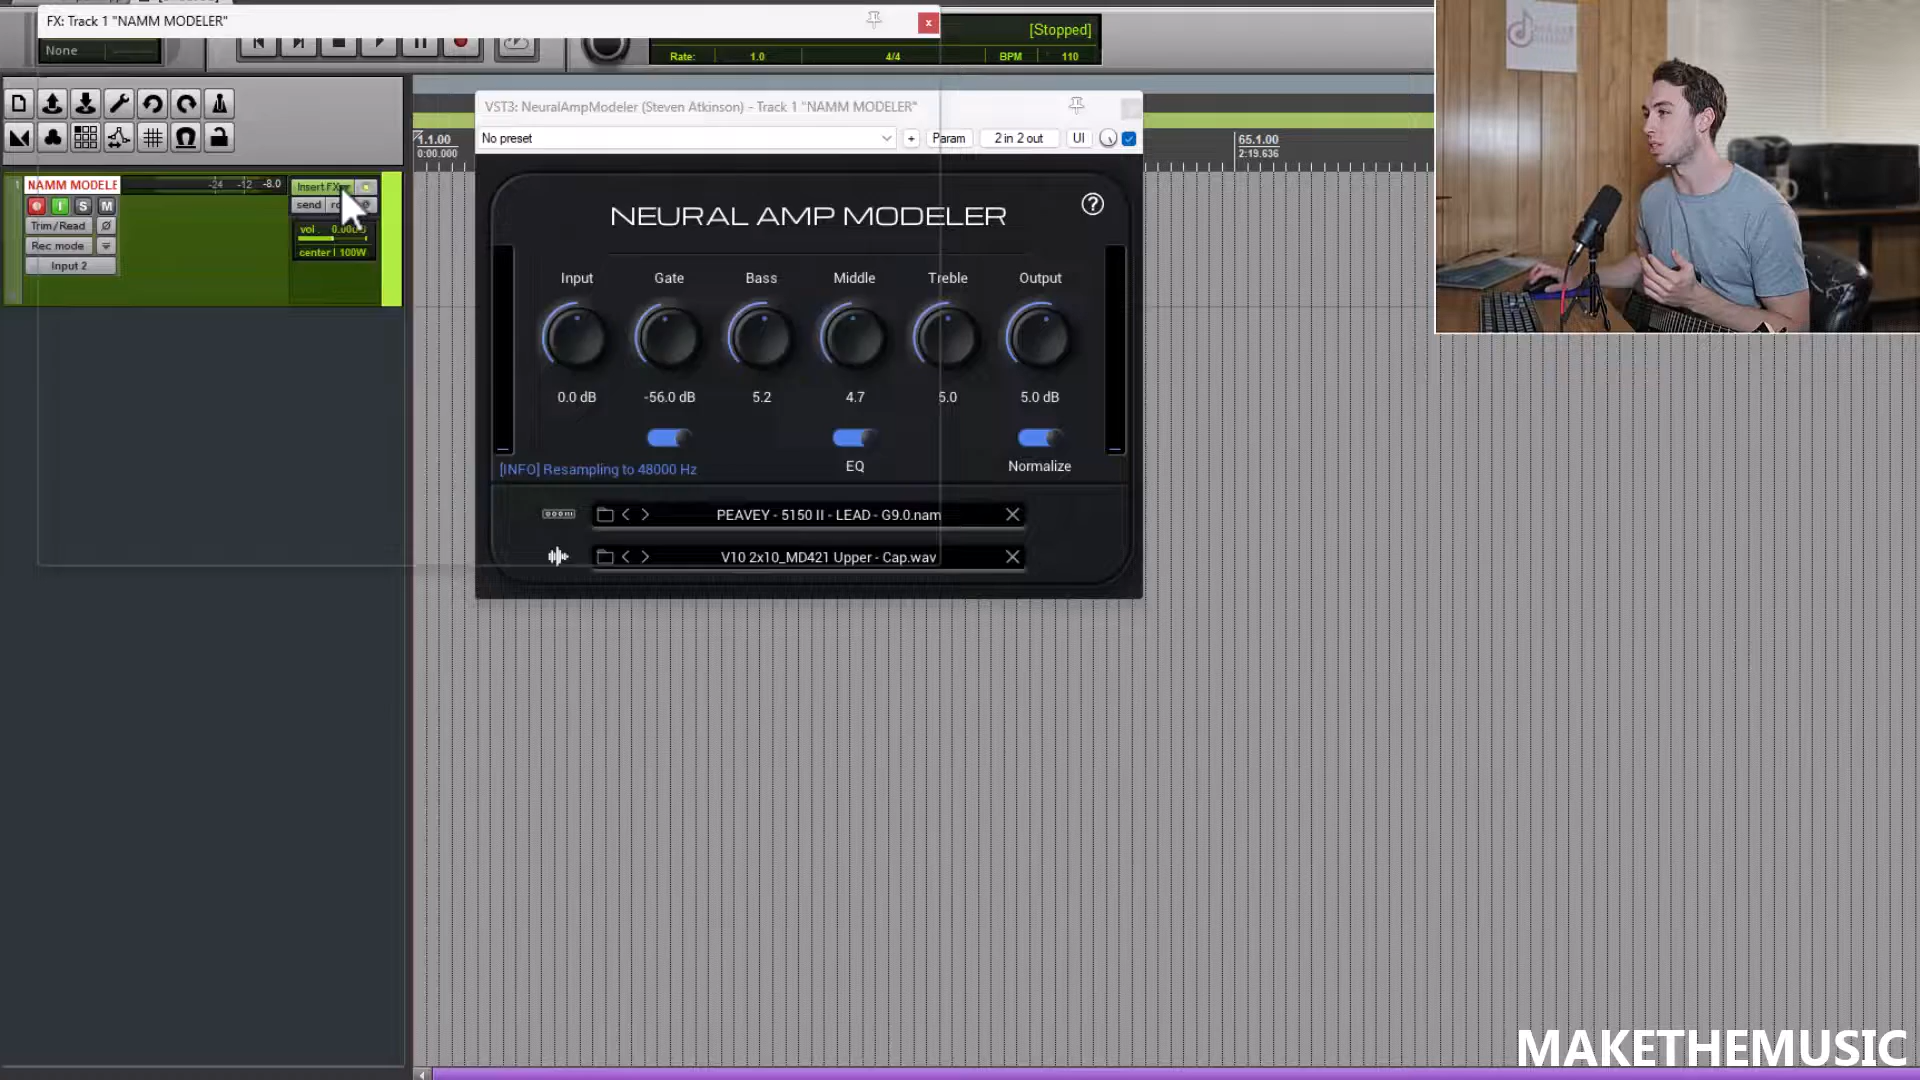 FX: Track 1 "NAMM MODELER"
x
None
[Stopped]
Rate: 1.0 4/4 BPM 110
VST3: NeuralAmpModeler (Steven Atkinson) - Track 1 "NAMM MODELER"
No preset + Param 2 in 2 out UI
1.1.00
0:00.000
65.1.00
2:19.636
1 NAMM MODELE -24 -12 -8.0 Insert FX
S M send
Trim/Read Ø vol
Rec mode center 100W
Input 2
NEURAL AMP MODELER ?
Input Gate Bass Middle Treble Output
0.0 dB -56.0 dB 5.2 4.7 5.0 5.0 dB
[INFO] Resampling to 48000 Hz EQ Normalize
PEAVEY - 5150 II - LEAD - G9.0.nam
V10 2x10_MD421 Upper - Cap.wav
MAKETHEMUSIC